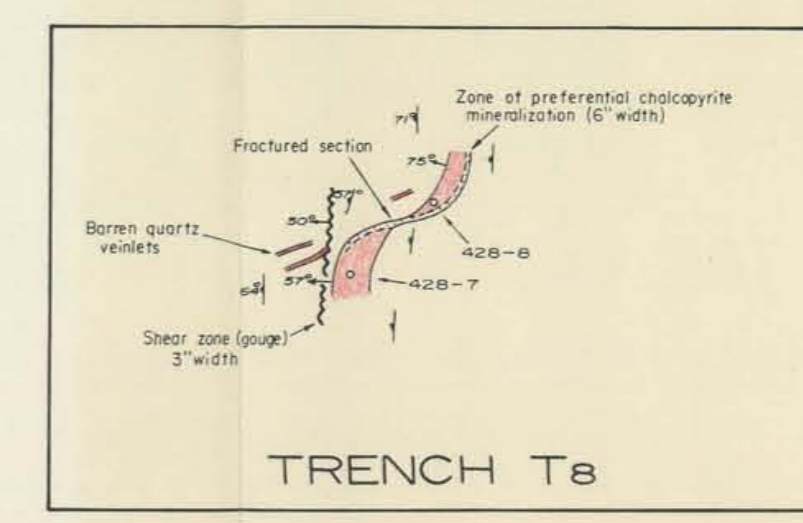 Zone of preferential chalcopyrite
mineralization (6" width)
71°
Fractured section
75°
57°
50°
Barren quartz
veinlets
428-8
57°
428-7
54°
Shear zone (gouge)
3" width
TRENCH T8